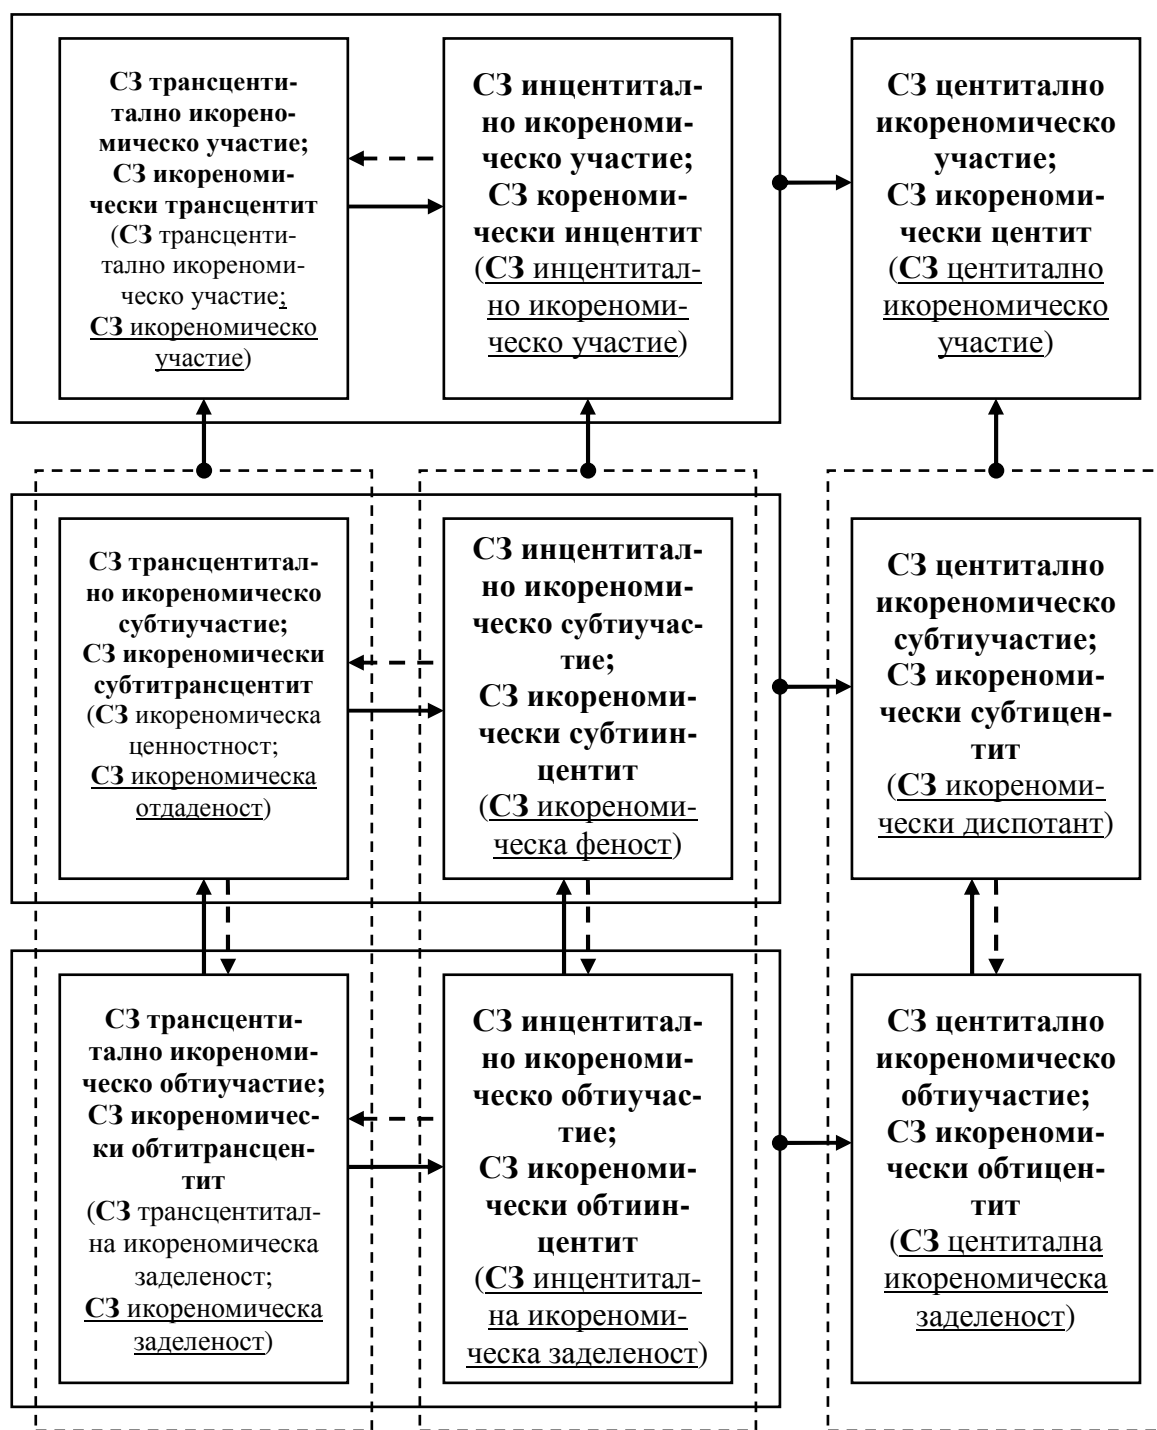 СЗ трансценти-
тално икорено-
мическо участие;
СЗ икореноми-
чески трансцентит
(СЗ трансценти-
тално икореноми-
ческо участие;
СЗ икореномическо
участие)
СЗ инцентитал-
но икореноми-
ческо участие;
СЗ кореноми-
чески инцентит
(СЗ инцентитал-
но икореноми-
ческо участие)
СЗ центитално
икореномическо
участие;
СЗ икореноми-
чески центит
(СЗ центитално
икореномическо
участие)
СЗ трансцентитал-
но икореномическо
субтиучастие;
СЗ икореномически
субтитрансцентит
(СЗ икореномическа
ценностност;
СЗ икореномическа
отдаденост)
СЗ инцентитал-
но икореноми-
ческо субтиучас-
тие;
СЗ икореноми-
чески субтиин-
центит
(СЗ икореноми-
ческа феност)
СЗ центитално
икореномическо
субтиучастие;
СЗ икореноми-
чески субтицен-
тит
(СЗ икореноми-
чески диспотант)
СЗ трансценти-
тално икореноми-
ческо обтиучастие;
СЗ икореномичес-
ки обтитрансцен-
тит
(СЗ трансцентитал-
на икореномическа
заделеност;
СЗ икореномическа
заделеност)
СЗ инцентитал-
но икореноми-
ческо обтиучас-
тие;
СЗ икореноми-
чески обтиин-
центит
(СЗ инцентитал-
на икореноми-
ческа заделеност)
СЗ центитално
икореномическо
обтиучастие;
СЗ икореноми-
чески обтицен-
тит
(СЗ центитална
икореномическа
заделеност)